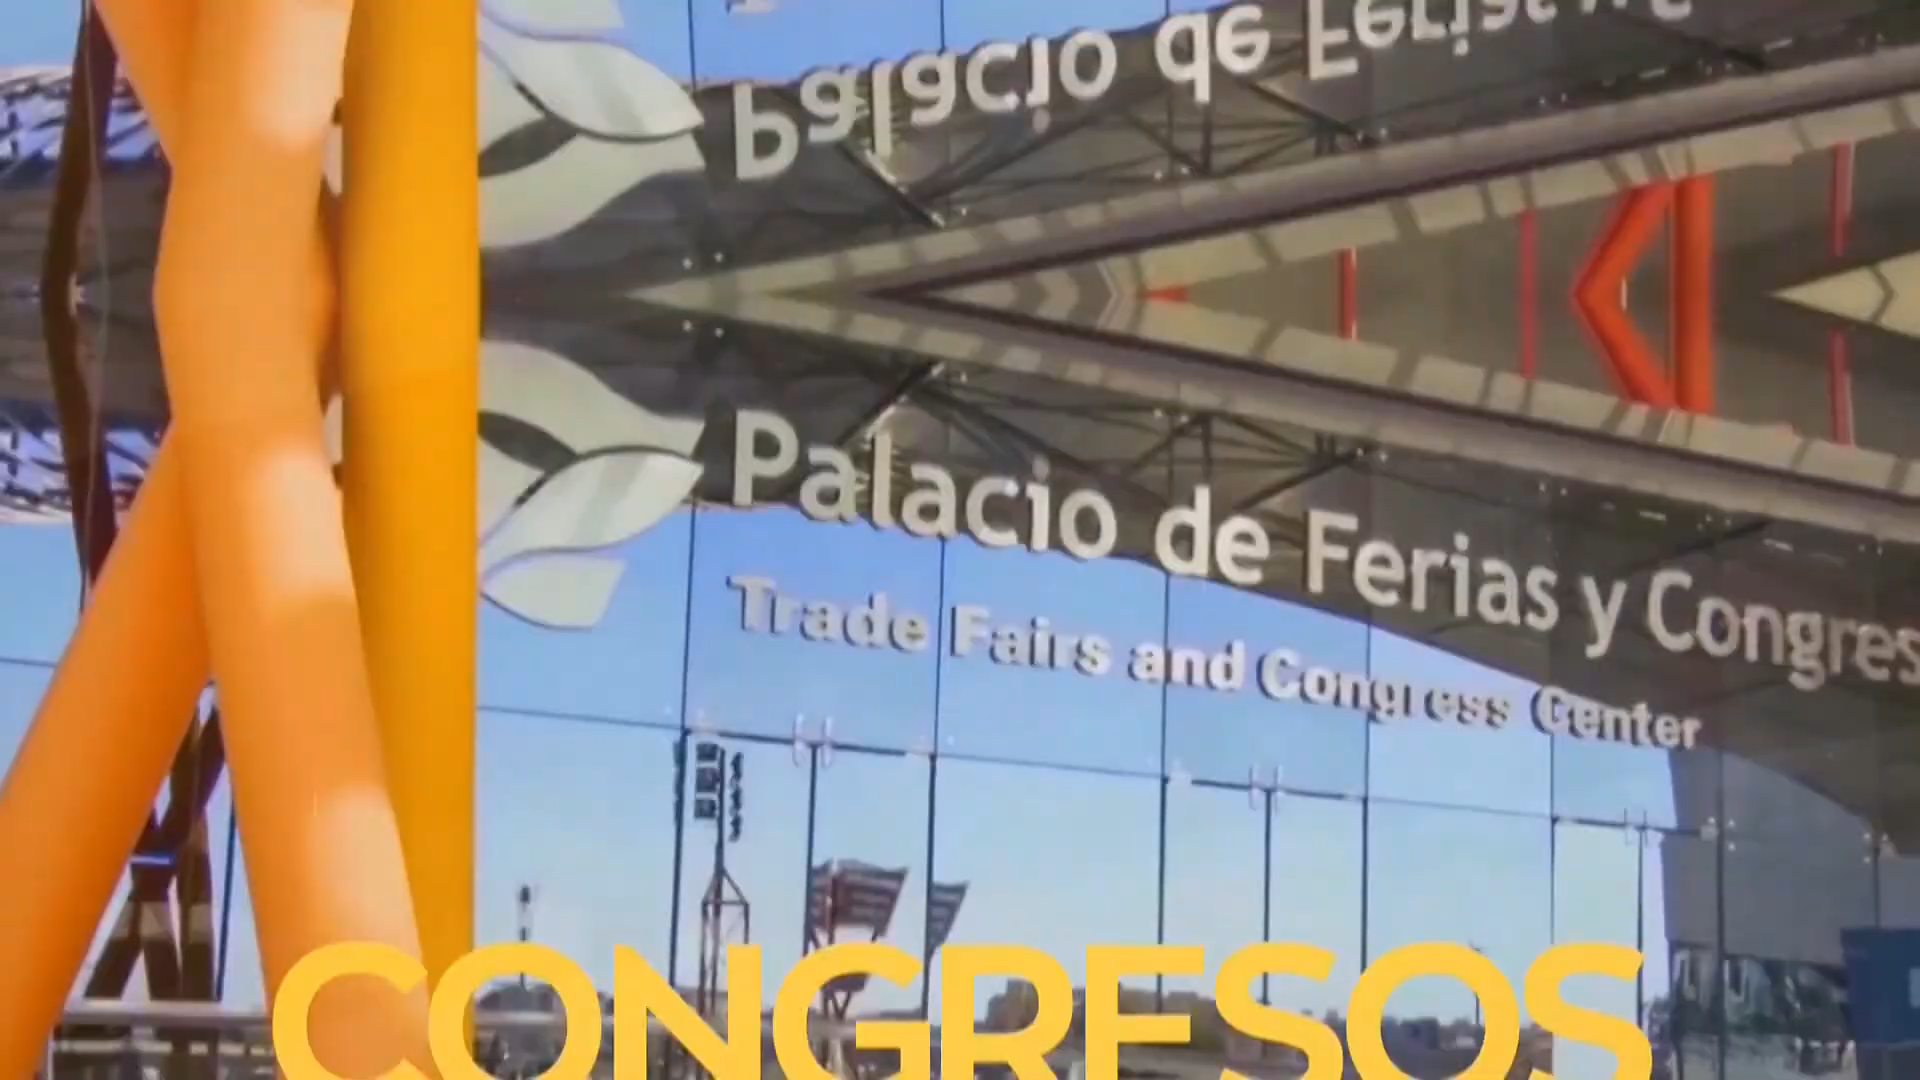 Palacio de Ferias
Palacio de Ferias y Congres
Trade Fairs and Congress Center
CONGRESOS